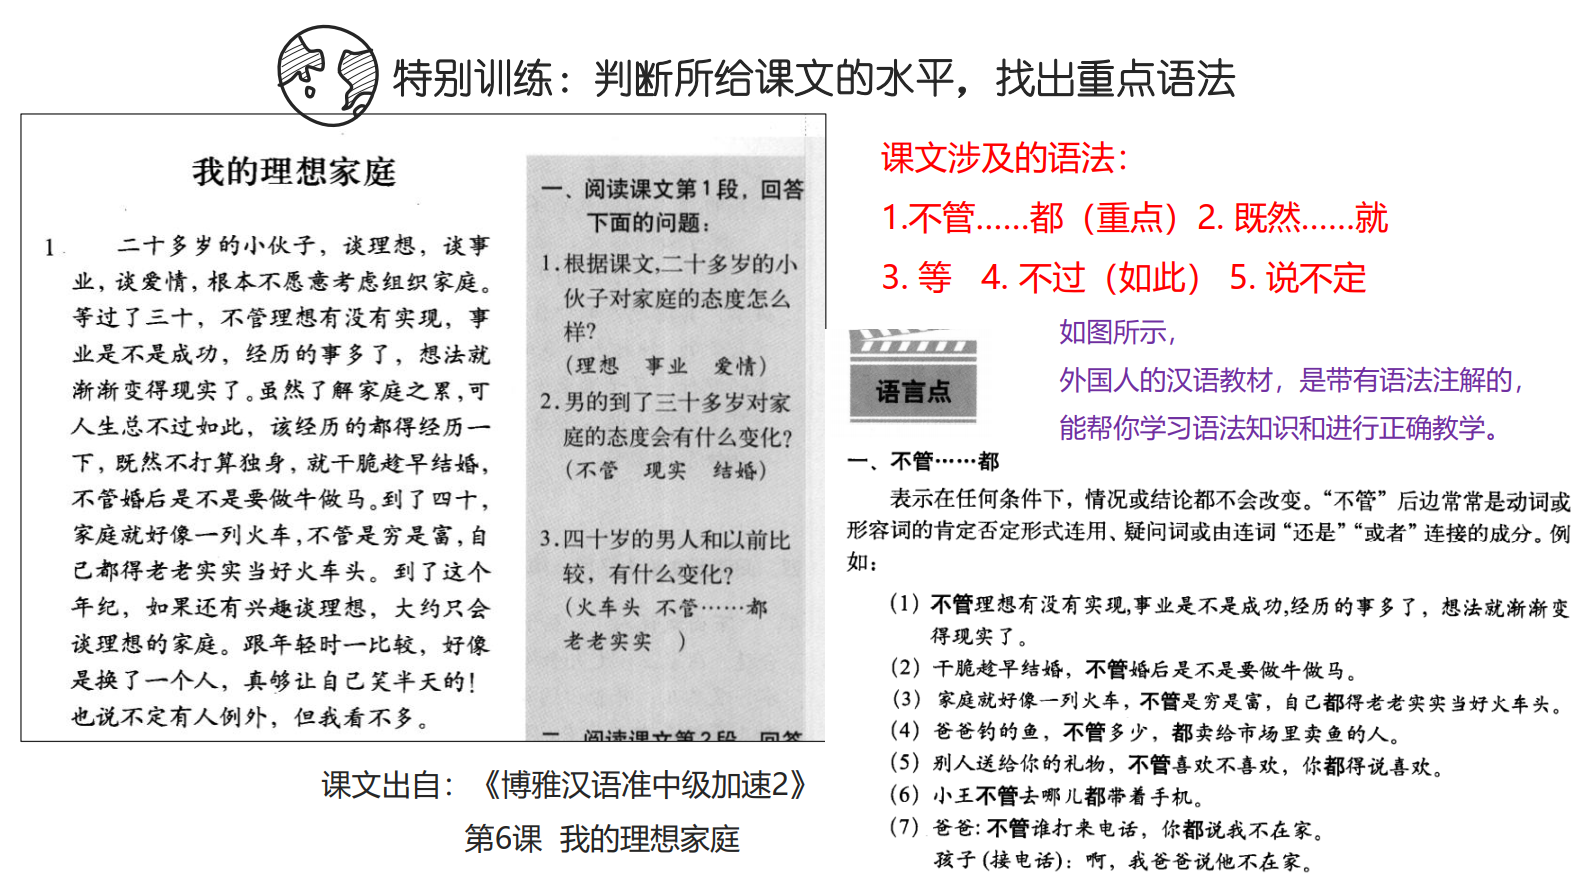 特别训练：判断所给课文的水平，找出重点语法
我的理想家庭
1. 二十多岁的小伙子，谈理想，谈事
业，谈爱情，根本不愿意考虑组织家庭。
等过了三十，不管理想有没有实现，事
业是不是成功，经历的事多了，想法就
渐渐变得现实了。虽然了解家庭之累，可
人生总不过如此，该经历的都得经历一
下，既然不打算独身，就干脆趁早结婚，
不管婚后是不是要做牛做马。到了四十，
家庭就好像一列火车，不管是穷是富，自
己都得老老实实当好火车头。到了这个
年纪，如果还有兴趣谈理想，大约只会
谈理想的家庭。跟年轻时一比较，好像
是换了一个人，真够让自己笑半天的！
也说不定有人例外，但我看不多。
一、阅读课文第1段，回答
下面的问题：
1.根据课文,二十多岁的小
伙子对家庭的态度怎么
样？
（理想 事业 爱情）
2.男的到了三十多岁对家
庭的态度会有什么变化？
（不管 现实 结婚）
3.四十岁的男人和以前比
较，有什么变化？
（火车头 不管……都
老老实实 ）
二、阅读课文第2段，回答
课文出自：《博雅汉语准中级加速2》
第6课 我的理想家庭
课文涉及的语法：
1.不管……都（重点）2. 既然……就
3. 等 4. 不过（如此） 5. 说不定
如图所示，
外国人的汉语教材，是带有语法注解的，
能帮你学习语法知识和进行正确教学。
语言点
一、不管……都
表示在任何条件下，情况或结论都不会改变。“不管”后边常常是动词或
形容词的肯定否定形式连用、疑问词或由连词“还是”“或者”连接的成分。例
如：
（1）不管理想有没有实现,事业是不是成功,经历的事多了，想法就渐渐变
得现实了。
（2）干脆趁早结婚，不管婚后是不是要做牛做马。
（3）家庭就好像一列火车，不管是穷是富，自己都得老老实实当好火车头。
（4）爸爸钓的鱼，不管多少，都卖给市场里卖鱼的人。
（5）别人送给你的礼物，不管喜欢不喜欢，你都得说喜欢。
（6）小王不管去哪儿都带着手机。
（7）爸爸：不管谁打来电话，你都说我不在家。
孩子（接电话）：啊，我爸爸说他不在家。